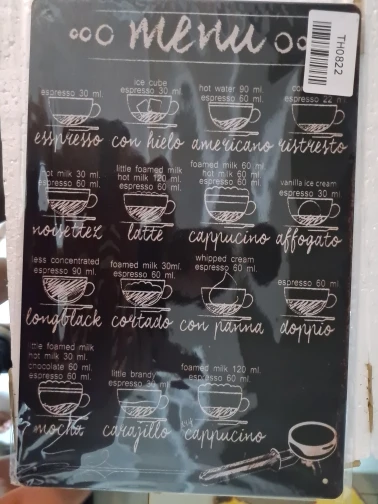 menu
TH0822
espresso 30 ml.
ice cube
espresso 30 ml.
hot water 90 ml.
espresso 60 ml.
espresso 22 ml.
esspresso con hielo americano ristresto
hot milk 30 ml.
espresso 60 ml.
little foamed milk
hot milk 120 ml.
espresso 60 ml.
foamed milk 60 ml.
hot milk 60 ml.
espresso 60 ml.
vanilla ice cream
espresso 30 ml
noisettez latte cappucino affogato
less concentrated
espresso 90 ml.
foamed milk 30ml.
espresso 60 ml.
whipped cream
espresso 60 ml.
espresso 60 ml.
longblack cortado con panna doppio
little foamed milk
hot milk 30 ml.
chocolate 60 ml.
espresso 60 ml.
little brandy
espresso 30 ml
foamed milk 120 ml.
espresso 60 ml.
mocha carajillo cappucino